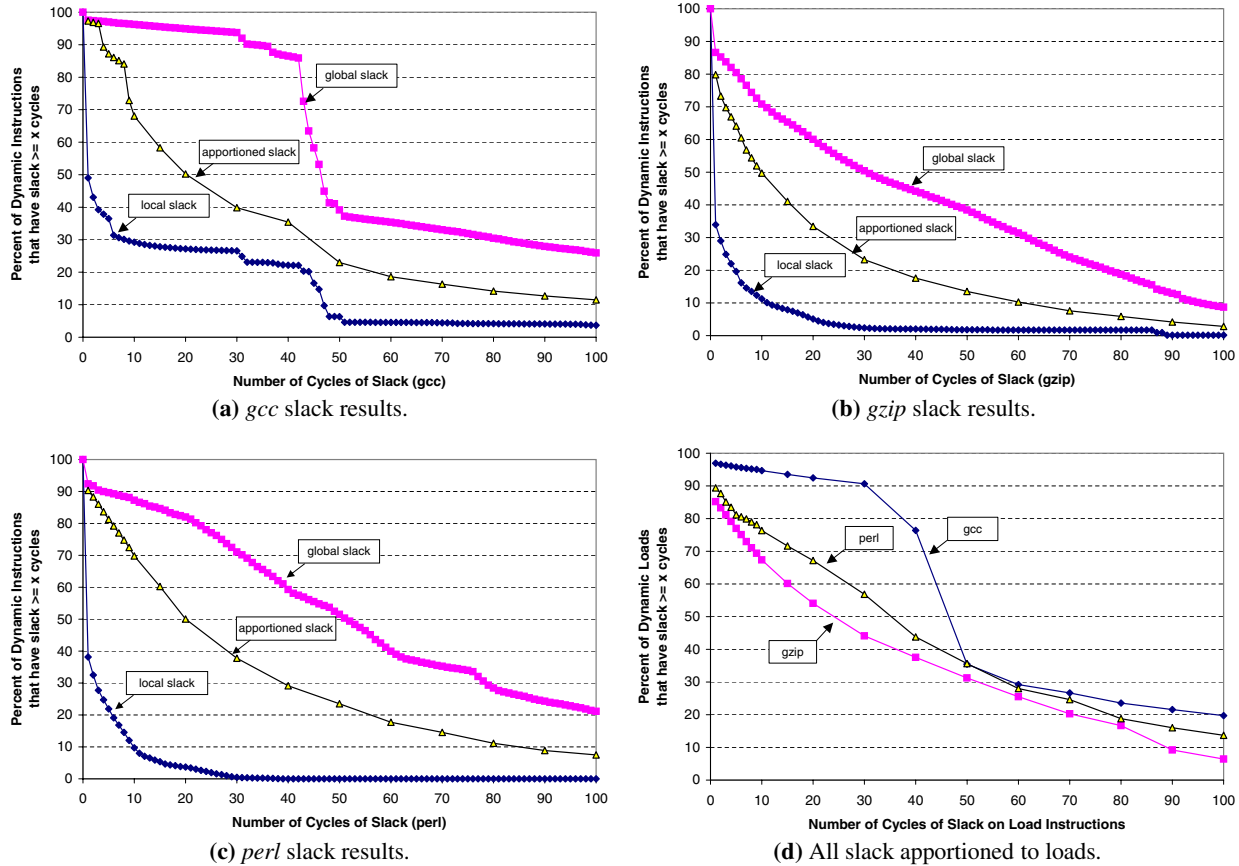 Percent of Dynamic Instructions
that have slack >= x cycles
100
90
80
70
60
50
40
30
20
10
0
global slack
apportioned slack
local slack
0 10 20 30 40 50 60 70 80 90 100
Number of Cycles of Slack (gcc)
(a) gcc slack results.
Percent of Dynamic Instructions
that have slack >= x cycles
100
90
80
70
60
50
40
30
20
10
0
global slack
apportioned slack
local slack
0 10 20 30 40 50 60 70 80 90 100
Number of Cycles of Slack (gzip)
(b) gzip slack results.
Percent of Dynamic Instructions
that have slack >= x cycles
100
90
80
70
60
50
40
30
20
10
0
global slack
apportioned slack
local slack
0 10 20 30 40 50 60 70 80 90 100
Number of Cycles of Slack (perl)
(c) perl slack results.
Percent of Dynamic Loads
that have slack >= x cycles
100
90
80
70
60
50
40
30
20
10
0
perl
gcc
gzip
0 10 20 30 40 50 60 70 80 90 100
Number of Cycles of Slack on Load Instructions
(d) All slack apportioned to loads.